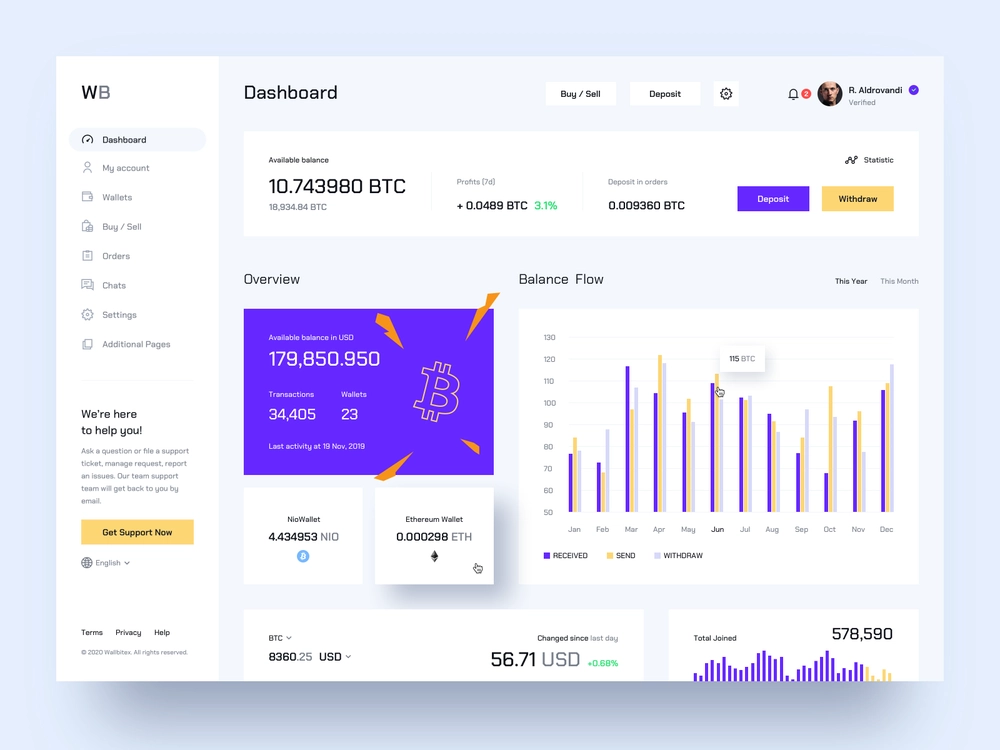 WB
Dashboard
My account
Wallets
Buy / Sell
Orders
Chats
Settings
Additional Pages
We're here
to help you!
Ask a question or file a support
ticket, manage request, report
an issues. Our team support
team will get back to you by
email.
Get Support Now
English
Terms Privacy Help
© 2020 Wallbitex. All rights reserved.
Dashboard
Buy / Sell
Deposit
2
R. Aldrovandi
Verified
Available balance
10.743980 BTC
18,934.84 BTC
Profits (7d)
+ 0.0489 BTC 3.1%
Deposit in orders
0.009360 BTC
Statistic
Deposit
Withdraw
Overview
Available balance in USD
179,850.950
Transactions Wallets
34,405 23
Last activity at 19 Nov, 2019
NioWallet
4.434953 NIO
Ethereum Wallet
0.000298 ETH
Balance Flow
This Year This Month
130
120
110
100
90
80
70
60
50
115 BTC
Jan Feb Mar Apr May Jun Jul Aug Sep Oct Nov Dec
RECEIVED SEND WITHDRAW
BTC
8360.25 USD
Changed since last day
56.71 USD +0.68%
Total Joined
578,590